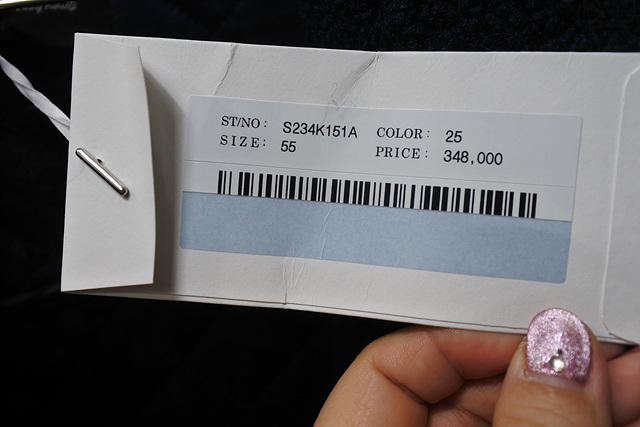 ST/NO: S234K151A COLOR: 25
SIZE: 55 PRICE: 348,000